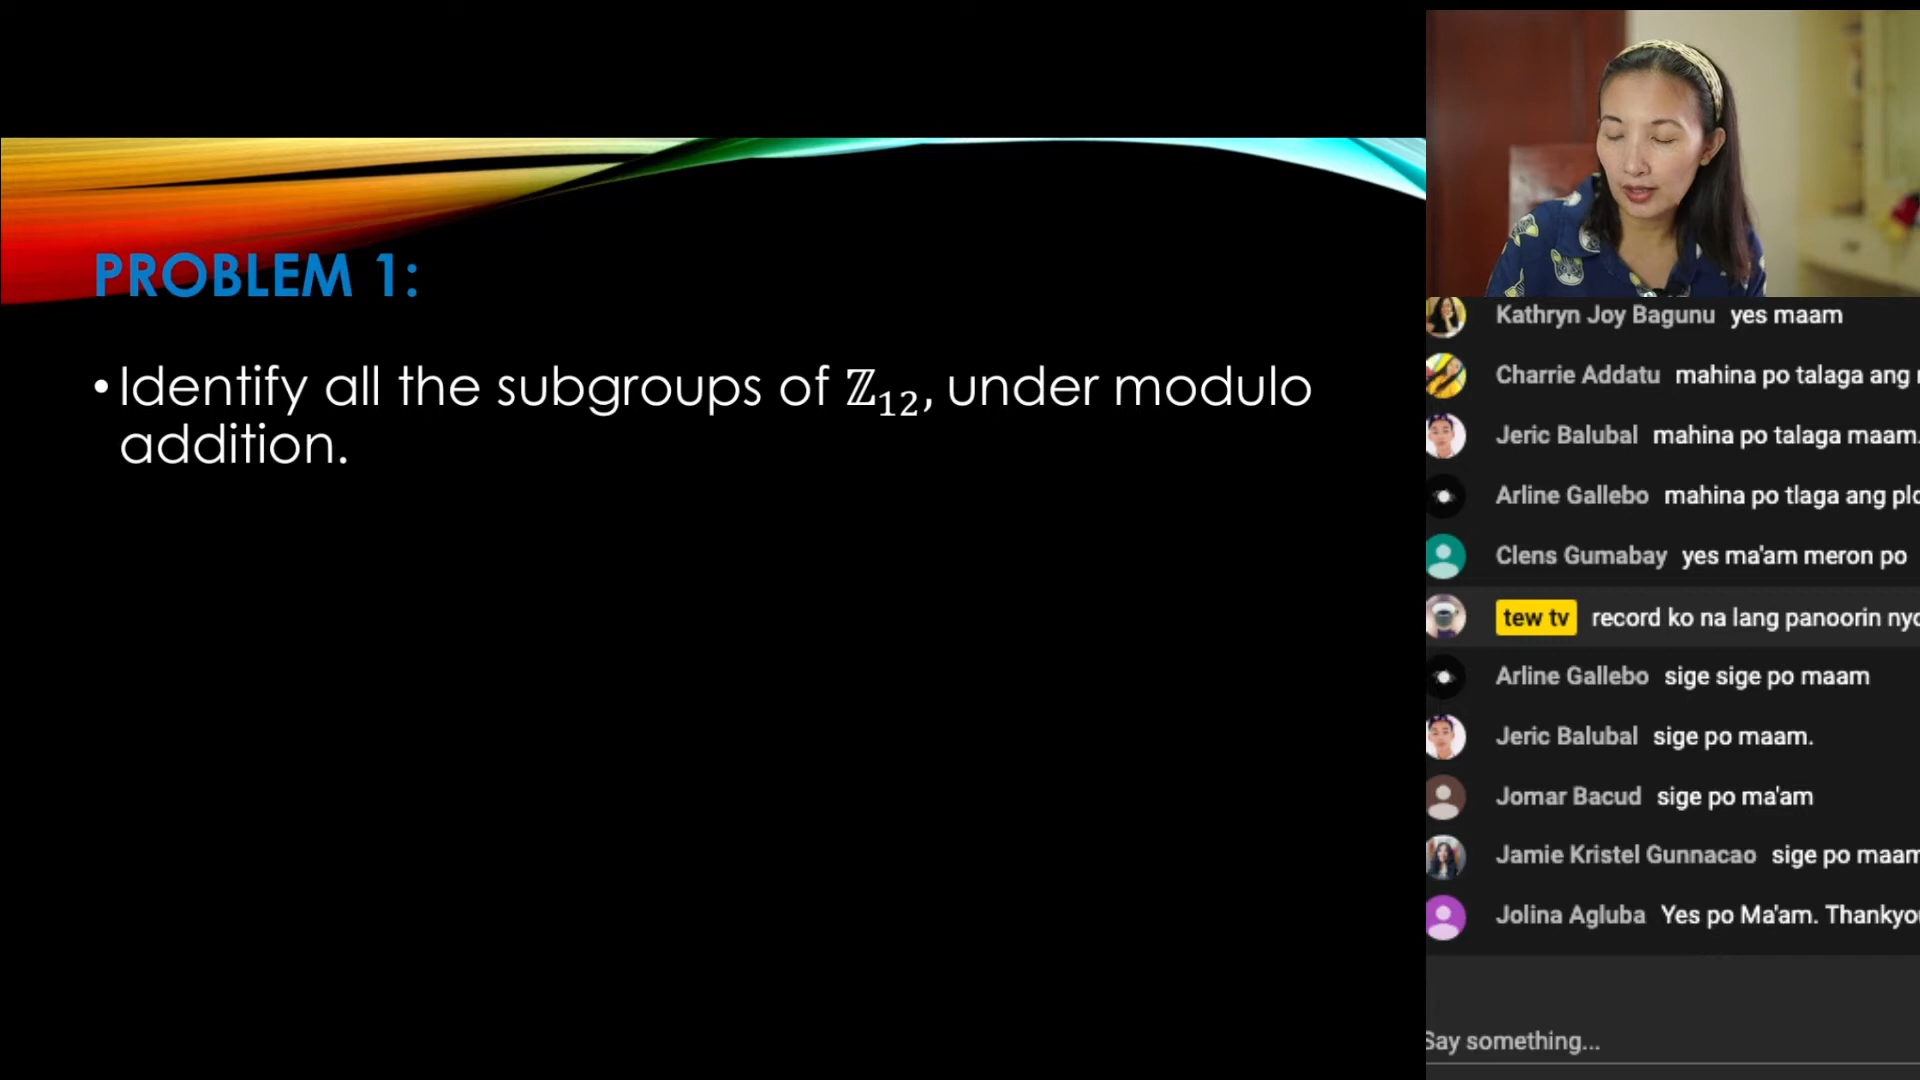 PROBLEM 1:
• Identify all the subgroups of ℤ₁₂, under modulo
addition.
Kathryn Joy Bagunu yes maam
Charrie Addatu mahina po talaga ang
Jeric Balubal mahina po talaga maam.
Arline Gallebo mahina po tlaga ang
Clens Gumabay yes ma'am meron po
tew tv record ko na lang panoorin
Arline Gallebo sige sige po maam
Jeric Balubal sige po maam.
Jomar Bacud sige po ma'am
Jamie Kristel Gunnacao sige po maam
Jolina Agluba Yes po Ma'am.
Say something...